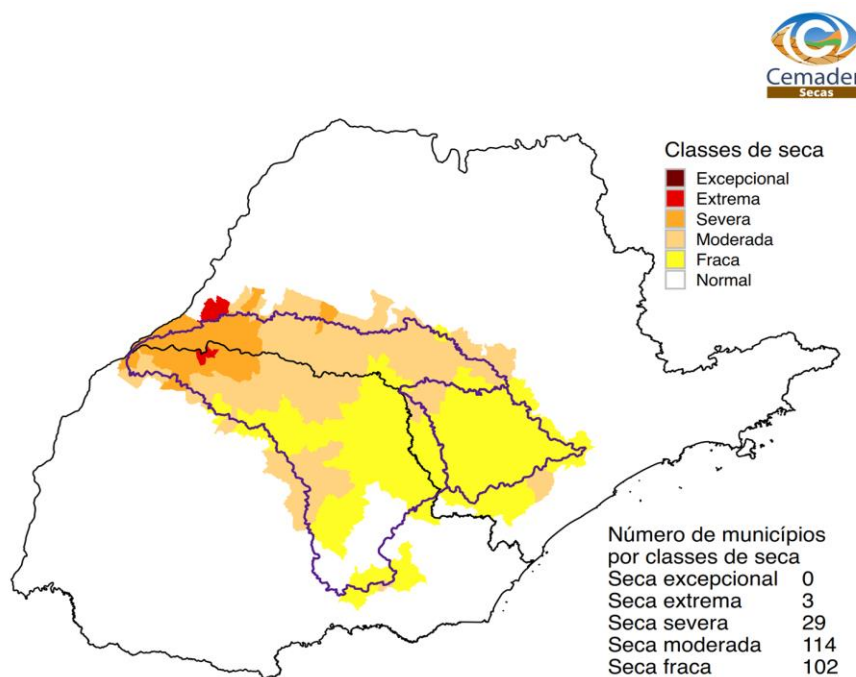 Cemaden
Secas
Classes de seca
Excepcional
Extrema
Severa
Moderada
Fraca
Normal
Número de municípios
por classes de seca
Seca excepcional 0
Seca extrema 3
Seca severa 29
Seca moderada 114
Seca fraca 102